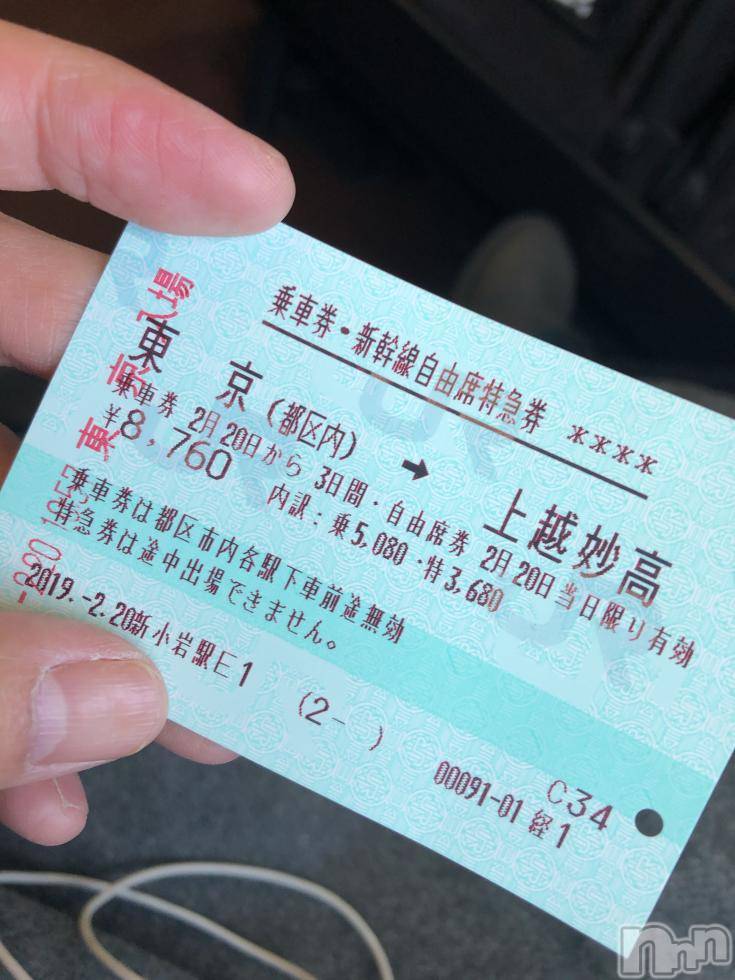 乗車券・新幹線自由席特急券 ****
東京(都区内) → 上越妙高
乗車券 2月20日から 3日間・自由席券 2月20日当日限り有効
¥8,760 内訳:乗5,080・特3,680
乗車券は都区市内各駅下車前途無効
特急券は途中出場できません。
2019.-2.20新小岩駅E1 (2- ) C34
00091-01 経1
東京入場
nnn